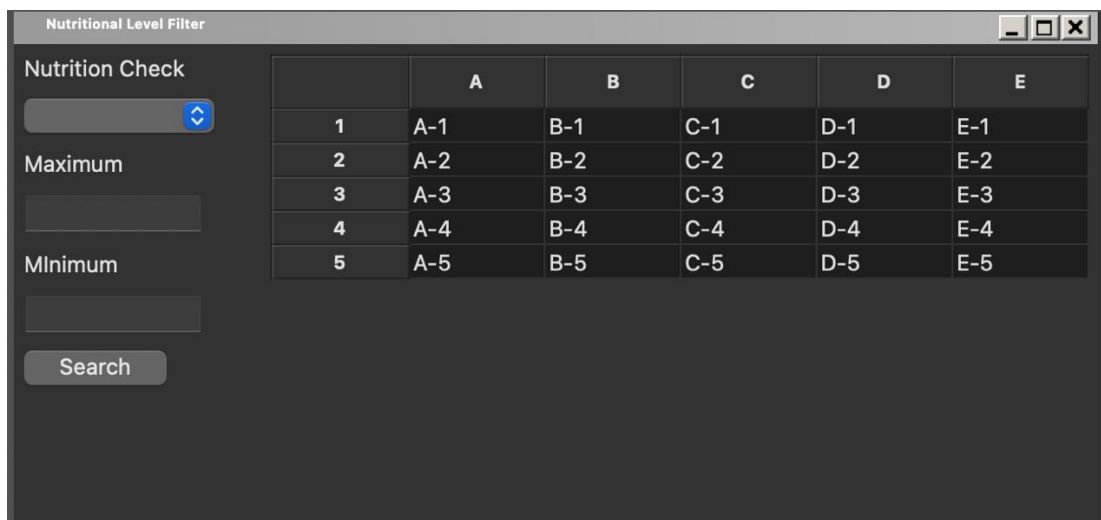 Nutritional Level Filter
Nutrition Check
Maximum
MInimum
Search
A B C D E
1 A-1 B-1 C-1 D-1 E-1
2 A-2 B-2 C-2 D-2 E-2
3 A-3 B-3 C-3 D-3 E-3
4 A-4 B-4 C-4 D-4 E-4
5 A-5 B-5 C-5 D-5 E-5